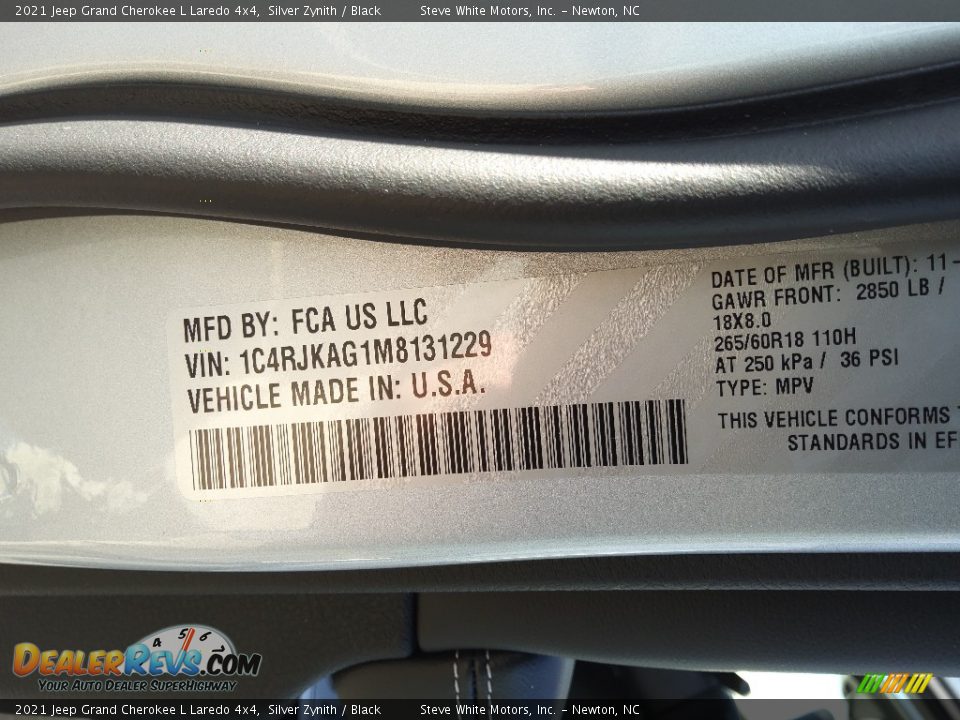 2021 Jeep Grand Cherokee L Laredo 4x4, Silver Zynith / Black Steve White Motors, Inc. - Newton, NC
MFD BY: FCA US LLC
VIN: 1C4RJKAG1M8131229
VEHICLE MADE IN: U.S.A.
DATE OF MFR (BUILT): 11-
GAWR FRONT: 2850 LB /
18X8.0
265/60R18 110H
AT 250 kPa / 36 PSI
TYPE: MPV
THIS VEHICLE CONFORMS
STANDARDS IN EF
4 5 6
DEALERREVS.COM
YOUR AUTO DEALER SUPERHIGHWAY
2021 Jeep Grand Cherokee L Laredo 4x4, Silver Zynith / Black Steve White Motors, Inc. - Newton, NC